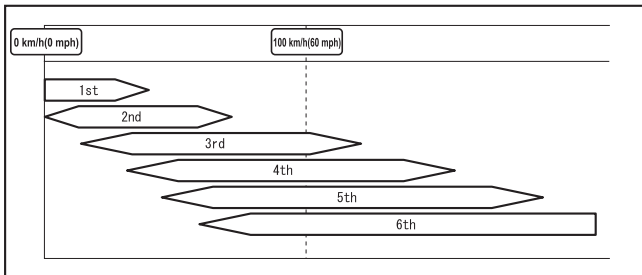 0 km/h(0 mph)
100 km/h(60 mph)
1st
2nd
3rd
4th
5th
6th